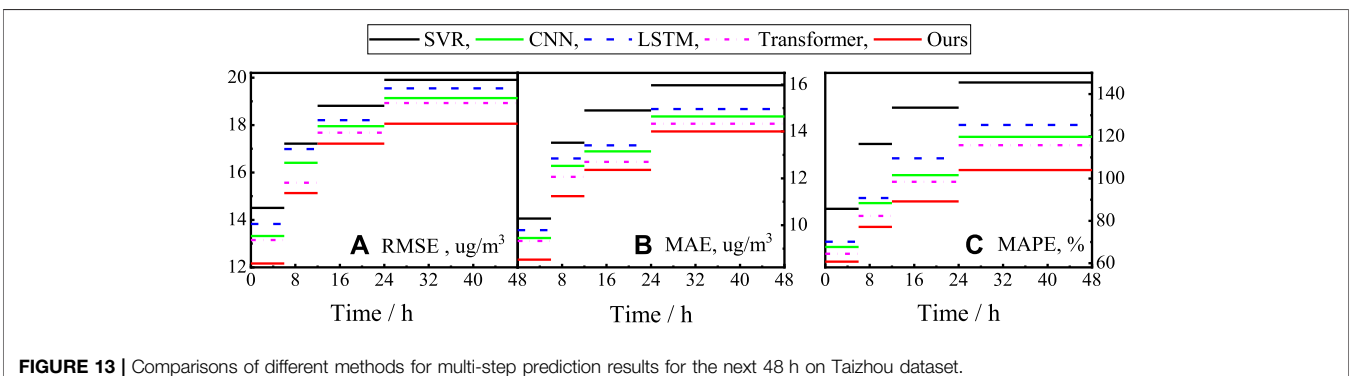 SVR, CNN, LSTM, Transformer, Ours
20
18
16
14
12
0 8 16 24 32 40 48
A RMSE , ug/m³
Time / h
16
14
12
10
0 8 16 24 32 40 48
B MAE, ug/m³
Time / h
140
120
100
80
60
0 8 16 24 32 40 48
C MAPE, %
Time / h
FIGURE 13 | Comparisons of different methods for multi-step prediction results for the next 48 h on Taizhou dataset.